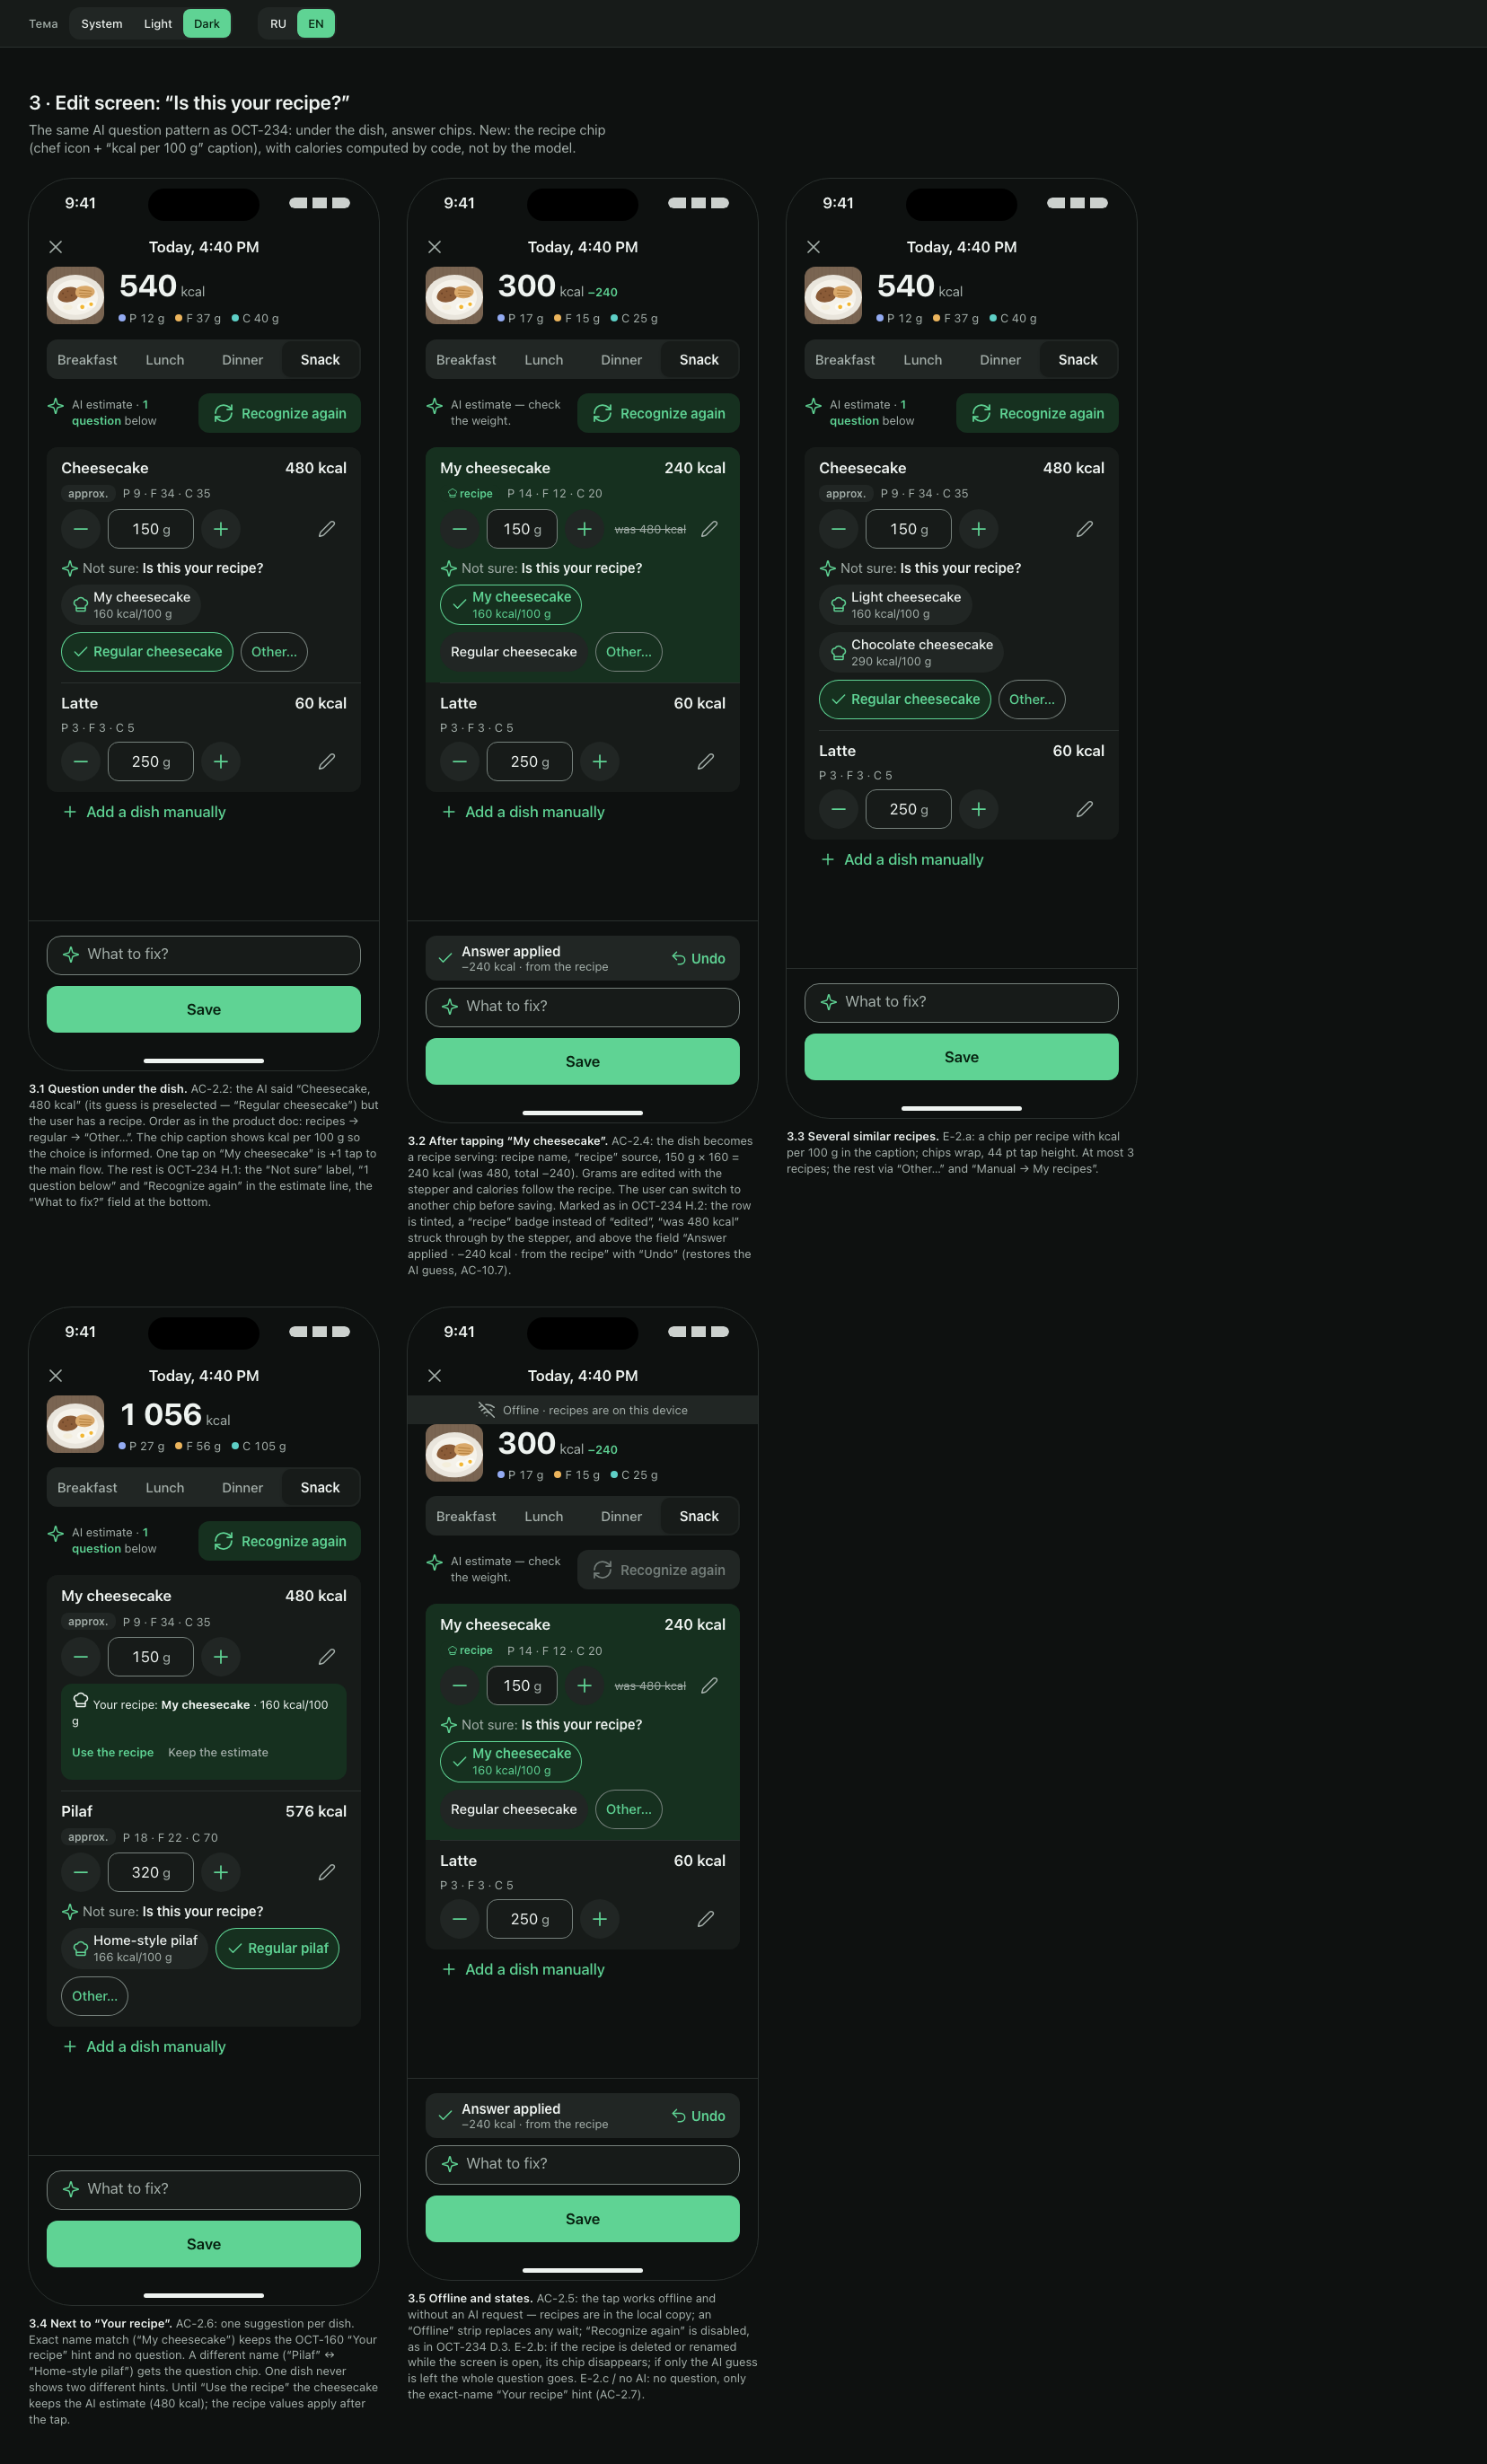 Тема System Light Dark RU EN
3 · Edit screen: “Is this your recipe?”
The same AI question pattern as OCT-234: under the dish, answer chips. New: the recipe chip
(chef icon + “kcal per 100 g” caption), with calories computed by code, not by the model.
9:41
Today, 4:40 PM
540 kcal
P 12 g F 37 g C 40 g
Breakfast Lunch Dinner Snack
AI estimate · 1
question below
Recognize again
Cheesecake 480 kcal
approx. P 9 · F 34 · C 35
150 g
Not sure: Is this your recipe?
My cheesecake
160 kcal/100 g
Regular cheesecake Other...
Latte 60 kcal
P 3 · F 3 · C 5
250 g
Add a dish manually
What to fix?
Save
3.1 Question under the dish. AC-2.2: the AI said “Cheesecake,
480 kcal” (its guess is preselected — “Regular cheesecake”) but
the user has a recipe. Order as in the product doc: recipes →
regular → “Other…”. The chip caption shows kcal per 100 g so
the choice is informed. One tap on “My cheesecake” is +1 tap to
the main flow. The rest is OCT-234 H.1: the “Not sure” label, “1
question below” and “Recognize again” in the estimate line, the
“What to fix?” field at the bottom.
9:41
Today, 4:40 PM
300 kcal −240
P 17 g F 15 g C 25 g
Breakfast Lunch Dinner Snack
AI estimate — check
the weight.
Recognize again
My cheesecake 240 kcal
recipe P 14 · F 12 · C 20
150 g was 480 kcal
Not sure: Is this your recipe?
My cheesecake
160 kcal/100 g
Regular cheesecake Other...
Latte 60 kcal
P 3 · F 3 · C 5
250 g
Add a dish manually
Answer applied
−240 kcal · from the recipe
Undo
What to fix?
Save
3.2 After tapping “My cheesecake”. AC-2.4: the dish becomes
a recipe serving: recipe name, “recipe” source, 150 g × 160 =
240 kcal (was 480, total −240). Grams are edited with the
stepper and calories follow the recipe. The user can switch to
another chip before saving. Marked as in OCT-234 H.2: the row
is tinted, a “recipe” badge instead of “edited”, “was 480 kcal”
struck through by the stepper, and above the field “Answer
applied · −240 kcal · from the recipe” with “Undo” (restores the
AI guess, AC-10.7).
9:41
Today, 4:40 PM
540 kcal
P 12 g F 37 g C 40 g
Breakfast Lunch Dinner Snack
AI estimate · 1
question below
Recognize again
Cheesecake 480 kcal
approx. P 9 · F 34 · C 35
150 g
Not sure: Is this your recipe?
Light cheesecake
160 kcal/100 g
Chocolate cheesecake
290 kcal/100 g
Regular cheesecake Other...
Latte 60 kcal
P 3 · F 3 · C 5
250 g
Add a dish manually
What to fix?
Save
3.3 Several similar recipes. E-2.a: a chip per recipe with kcal
per 100 g in the caption; chips wrap, 44 pt tap height. At most 3
recipes; the rest via “Other…” and “Manual → My recipes”.
9:41
Today, 4:40 PM
1 056 kcal
P 27 g F 56 g C 105 g
Breakfast Lunch Dinner Snack
AI estimate · 1
question below
Recognize again
My cheesecake 480 kcal
approx. P 9 · F 34 · C 35
150 g
Your recipe: My cheesecake · 160 kcal/100
g
Use the recipe Keep the estimate
Pilaf 576 kcal
approx. P 18 · F 22 · C 70
320 g
Not sure: Is this your recipe?
Home-style pilaf
166 kcal/100 g
Regular pilaf
Other...
Add a dish manually
What to fix?
Save
3.4 Next to “Your recipe”. AC-2.6: one suggestion per dish.
Exact name match (“My cheesecake”) keeps the OCT-160 “Your
recipe” hint and no question. A different name (“Pilaf” ↔
“Home-style pilaf”) gets the question chip. One dish never
shows two different hints. Until “Use the recipe” the cheesecake
keeps the AI estimate (480 kcal); the recipe values apply after
the tap.
9:41
Today, 4:40 PM
Offline · recipes are on this device
300 kcal −240
P 17 g F 15 g C 25 g
Breakfast Lunch Dinner Snack
AI estimate — check
the weight.
Recognize again
My cheesecake 240 kcal
recipe P 14 · F 12 · C 20
150 g was 480 kcal
Not sure: Is this your recipe?
My cheesecake
160 kcal/100 g
Regular cheesecake Other...
Latte 60 kcal
P 3 · F 3 · C 5
250 g
Add a dish manually
Answer applied
−240 kcal · from the recipe
Undo
What to fix?
Save
3.5 Offline and states. AC-2.5: the tap works offline and
without an AI request — recipes are in the local copy; an
“Offline” strip replaces any wait; “Recognize again” is disabled,
as in OCT-234 D.3. E-2.b: if the recipe is deleted or renamed
while the screen is open, its chip disappears; if only the AI guess
is left the whole question goes. E-2.c / no AI: no question, only
the exact-name “Your recipe” hint (AC-2.7).